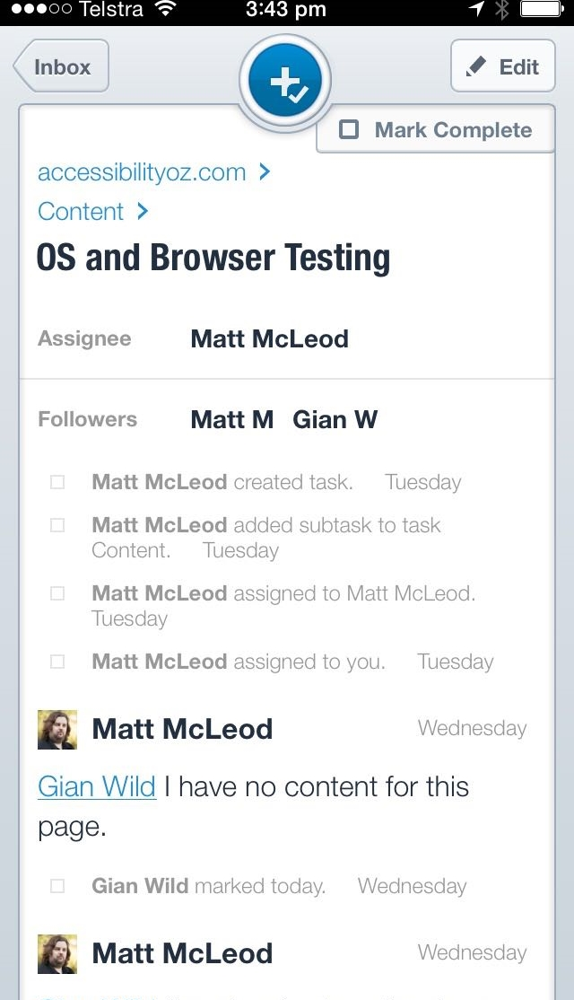 Telstra 3:43 pm
Inbox Edit
Mark Complete
accessibilityoz.com >
Content >
OS and Browser Testing
Assignee Matt McLeod
Followers Matt M Gian W
Matt McLeod created task. Tuesday
Matt McLeod added subtask to task
Content. Tuesday
Matt McLeod assigned to Matt McLeod.
Tuesday
Matt McLeod assigned to you. Tuesday
Matt McLeod Wednesday
Gian Wild I have no content for this
page.
Gian Wild marked today. Wednesday
Matt McLeod Wednesday